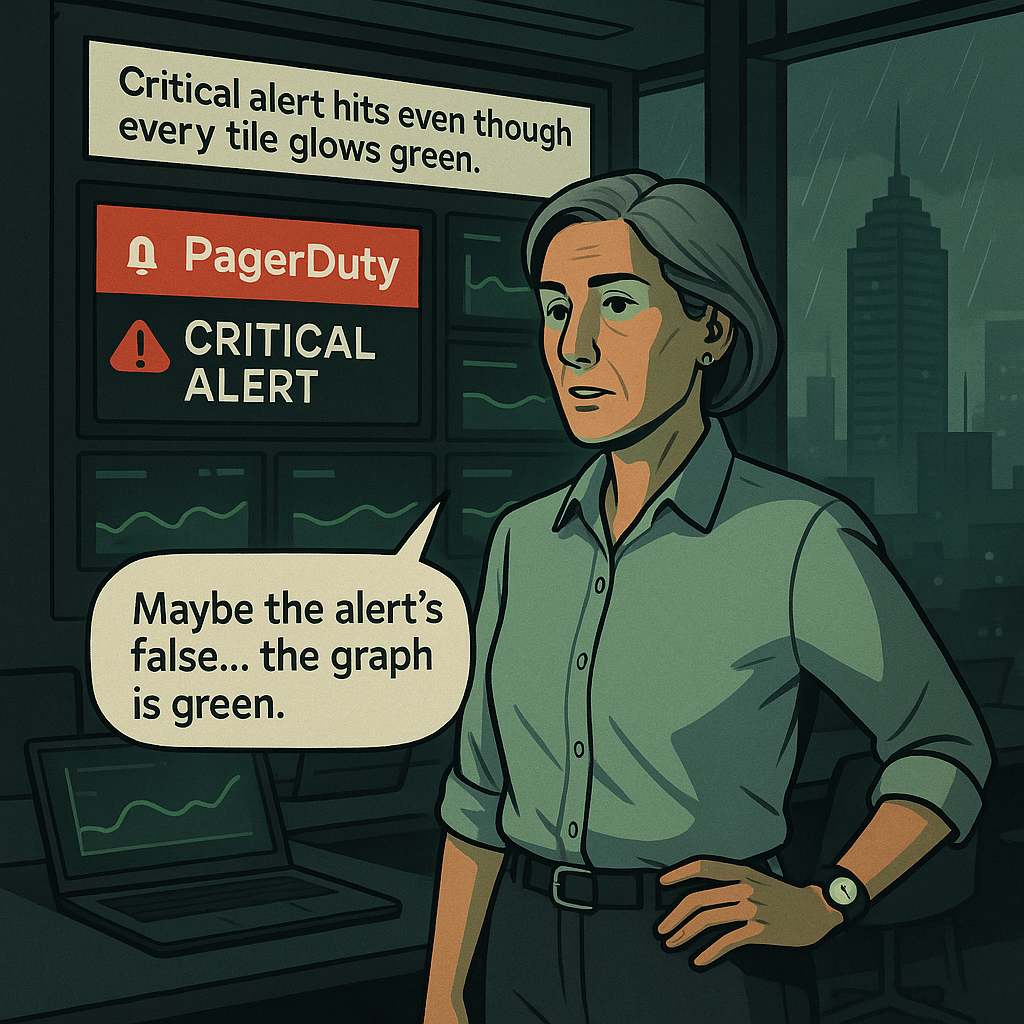 Critical alert hits even though
every tile glows green.
PagerDuty
CRITICAL
ALERT
Maybe the alert's
false... the graph
is green.